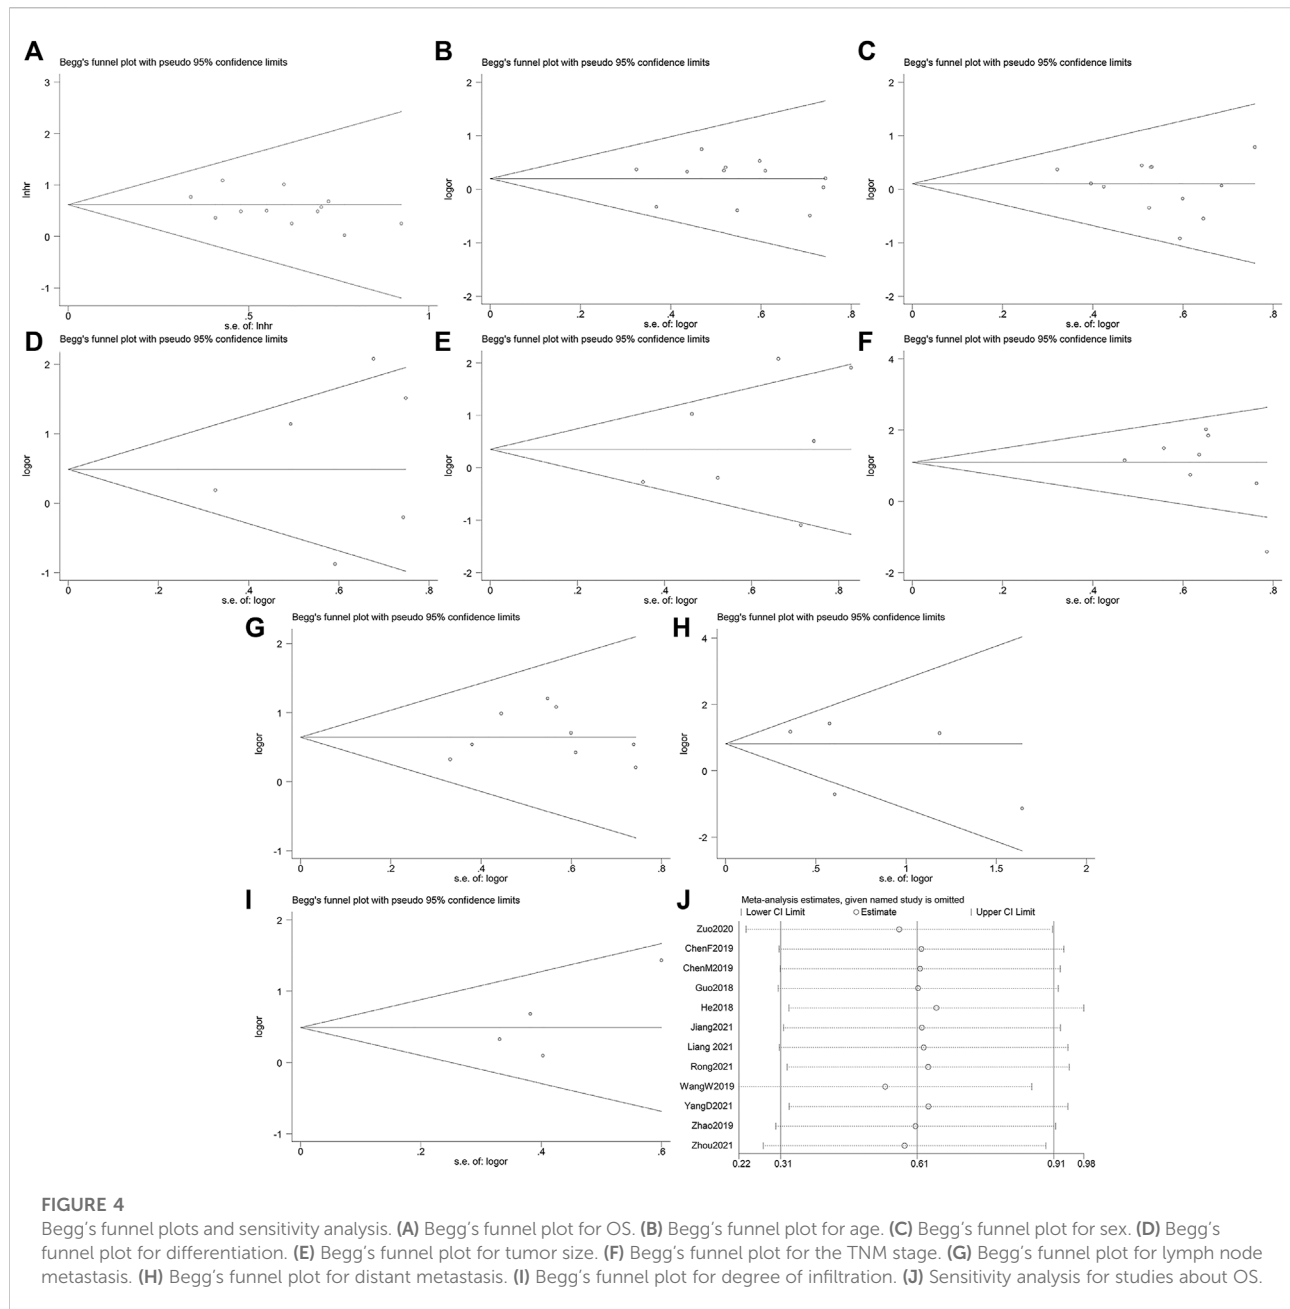 A
Begg's funnel plot with pseudo 95% confidence limits
lnhr
3
2
1
0
-1
0
.5
1
s.e. of: lnhr
B
Begg's funnel plot with pseudo 95% confidence limits
logor
2
1
0
-1
-2
0
.2
.4
.6
.8
s.e. of: logor
C
Begg's funnel plot with pseudo 95% confidence limits
logor
2
1
0
-1
-2
0
.2
.4
.6
.8
s.e. of: logor
D
Begg's funnel plot with pseudo 95% confidence limits
logor
2
1
0
-1
0
.2
.4
.6
.8
s.e. of: logor
E
Begg's funnel plot with pseudo 95% confidence limits
logor
2
1
0
-1
-2
0
.2
.4
.6
.8
s.e. of: logor
F
Begg's funnel plot with pseudo 95% confidence limits
logor
4
2
0
-2
0
.2
.4
.6
.8
s.e. of: logor
G
Begg's funnel plot with pseudo 95% confidence limits
logor
2
1
0
-1
0
.2
.4
.6
.8
s.e. of: logor
H
Begg's funnel plot with pseudo 95% confidence limits
logor
4
2
0
-2
0
.5
1
1.5
2
s.e. of: logor
I
Begg's funnel plot with pseudo 95% confidence limits
logor
2
1
0
-1
0
.2
.4
.6
s.e. of: logor
J
Meta-analysis estimates, given named study is omitted
Lower CI Limit Estimate Upper CI Limit
Zuo2020
ChenF2019
ChenM2019
Guo2018
He2018
Jiang2021
Liang 2021
Rong2021
WangW2019
YangD2021
Zhao2019
Zhou2021
0.22 0.31 0.61 0.91 0.98
FIGURE 4
Begg's funnel plots and sensitivity analysis. (A) Begg's funnel plot for OS. (B) Begg's funnel plot for age. (C) Begg's funnel plot for sex. (D) Begg's
funnel plot for differentiation. (E) Begg's funnel plot for tumor size. (F) Begg's funnel plot for the TNM stage. (G) Begg's funnel plot for lymph node
metastasis. (H) Begg's funnel plot for distant metastasis. (I) Begg's funnel plot for degree of infiltration. (J) Sensitivity analysis for studies about OS.